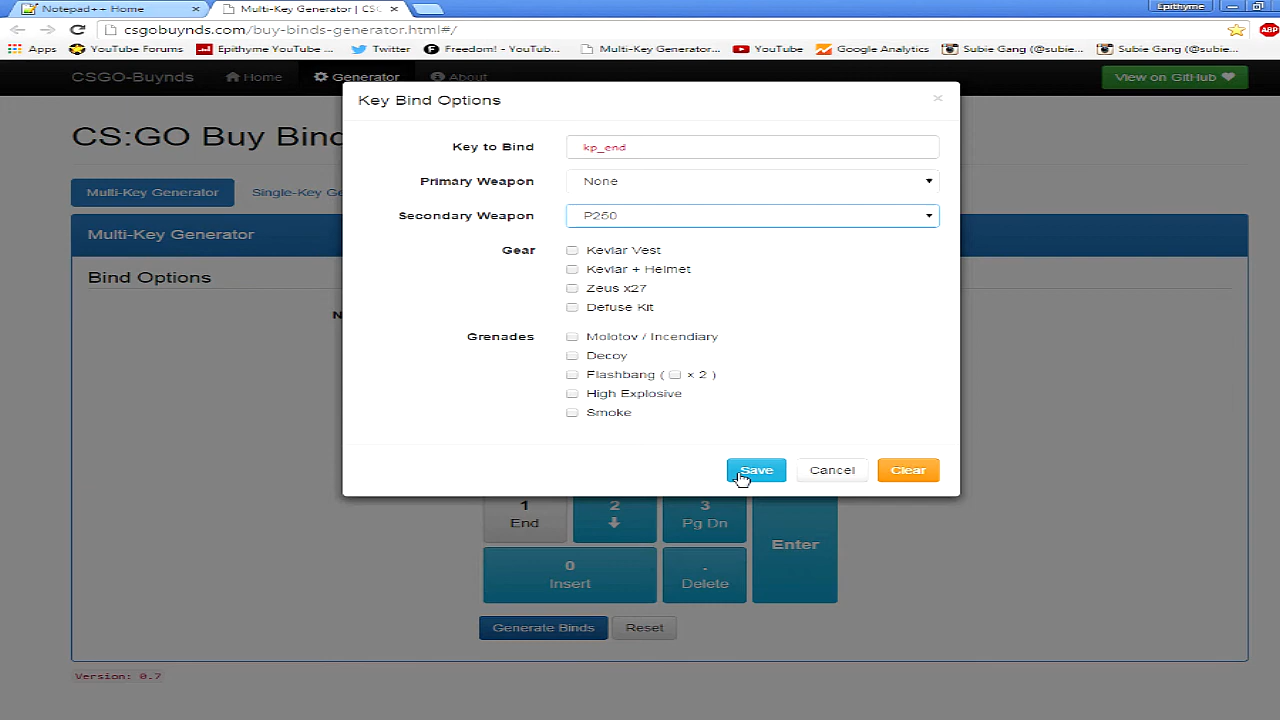 Notepad++ Home × Multi-Key Generator | CS: × Epithyme
csgobuynds.com/buy-binds-generator.html#/ ABP
Apps YouTube Forums Epithyme YouTube ... Twitter Freedom! - YouTub... Multi-Key Generator... YouTube Google Analytics Subie Gang (@subie... Subie Gang (@subie...
CSGO-Buynds Home Generator About View on GitHub
Key Bind Options ×
CS:GO Buy Bind
Key to Bind kp_end
Primary Weapon None
Multi-Key Generator Single-Key Ge
Secondary Weapon P250
Multi-Key Generator
Gear Kevlar Vest
Kevlar + Helmet
Bind Options
Zeus x27
Defuse Kit
N
Grenades Molotov / Incendiary
Decoy
Flashbang ( × 2 )
High Explosive
Smoke
Save Cancel Clear
1 2 3
End Pg Dn
Enter
0 .
Insert Delete
Generate Binds Reset
Version: 0.7